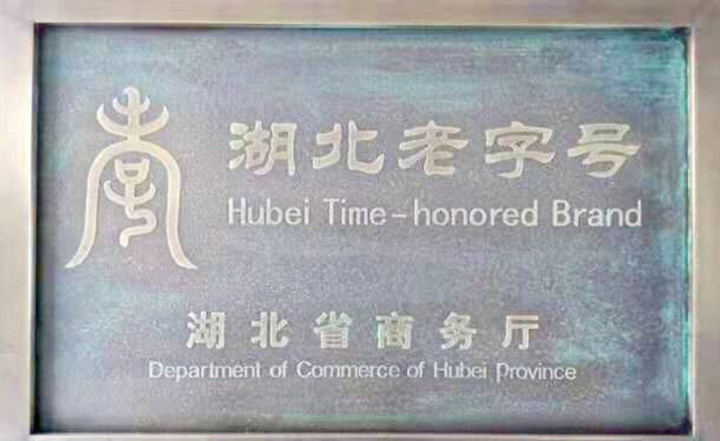 湖北老字号
Hubei Time-honored Brand
湖北省商务厅
Department of Commerce of Hubei Province